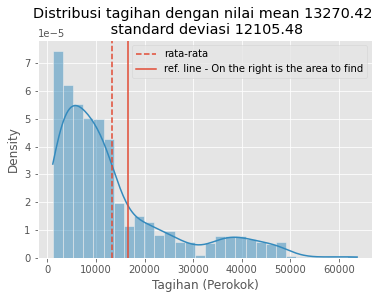 Distribusi tagihan dengan nilai mean 13270.42
standard deviasi 12105.48
1e-5
rata-rata
ref. line - On the right is the area to find
7
6
5
4
3
2
1
0
Density
0 10000 20000 30000 40000 50000 60000
Tagihan (Perokok)